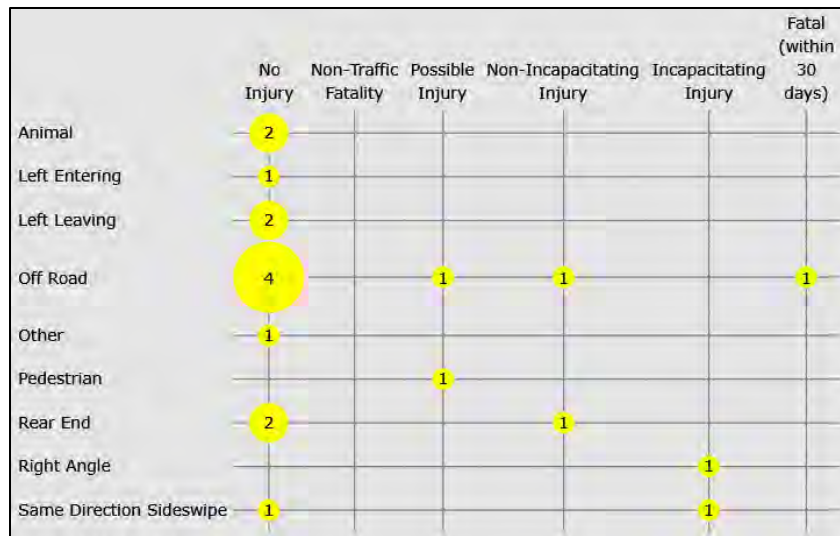 Fatal
(within
No Non-Traffic Possible Non-Incapacitating Incapacitating 30
Injury Fatality Injury Injury Injury days)
Animal 2
Left Entering 1
Left Leaving 2
Off Road 4 1 1 1
Other 1
Pedestrian 1
Rear End 2 1
Right Angle 1
Same Direction Sideswipe 1 1